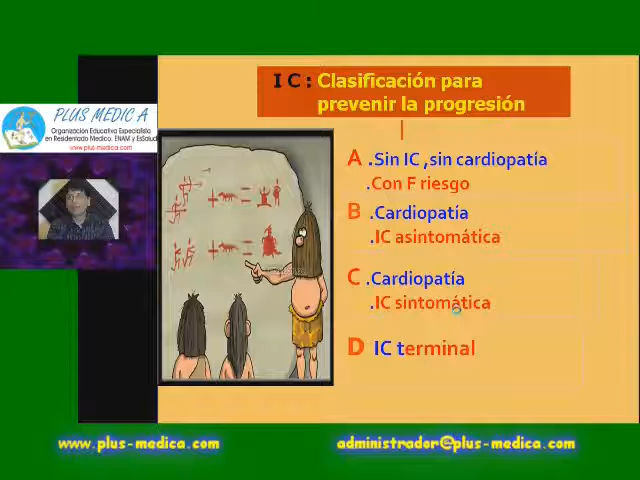 I C : Clasificación para
prevenir la progresión
PLUS MEDIC A
Organización Educativa Especialista
en Residentado Medico, ENAM y EsSalud
www.plus-medica.com
A .Sin IC ,sin cardiopatía
.Con F riesgo
B .Cardiopatía
.IC asintomática
C .Cardiopatía
.IC sintomática
D IC terminal
www.plus-medica.com
administrador@plus-medica.com